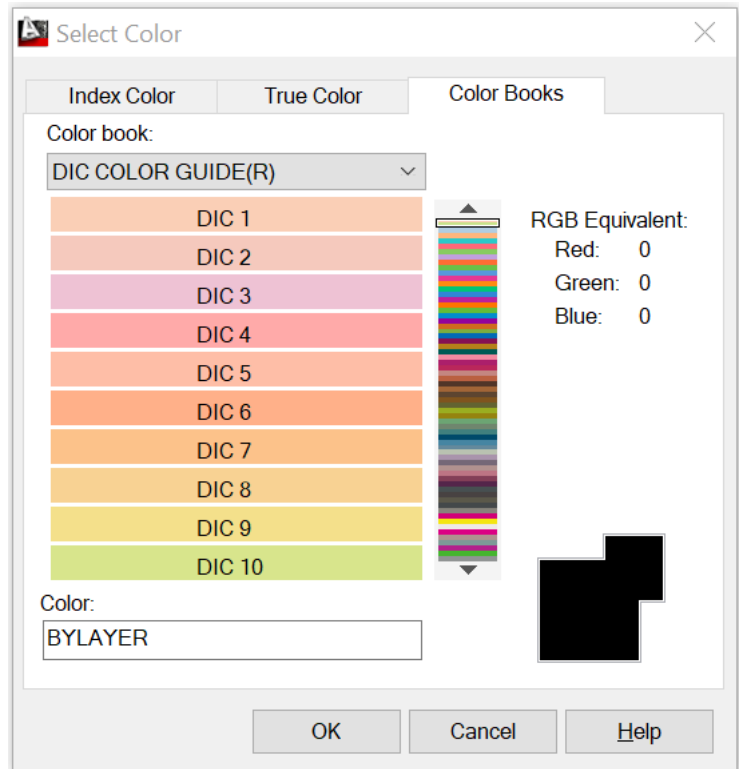 Select Color
Index Color True Color Color Books
Color book:
DIC COLOR GUIDE(R)
DIC 1
DIC 2
DIC 3
DIC 4
DIC 5
DIC 6
DIC 7
DIC 8
DIC 9
DIC 10
RGB Equivalent:
Red: 0
Green: 0
Blue: 0
Color:
BYLAYER
OK Cancel Help